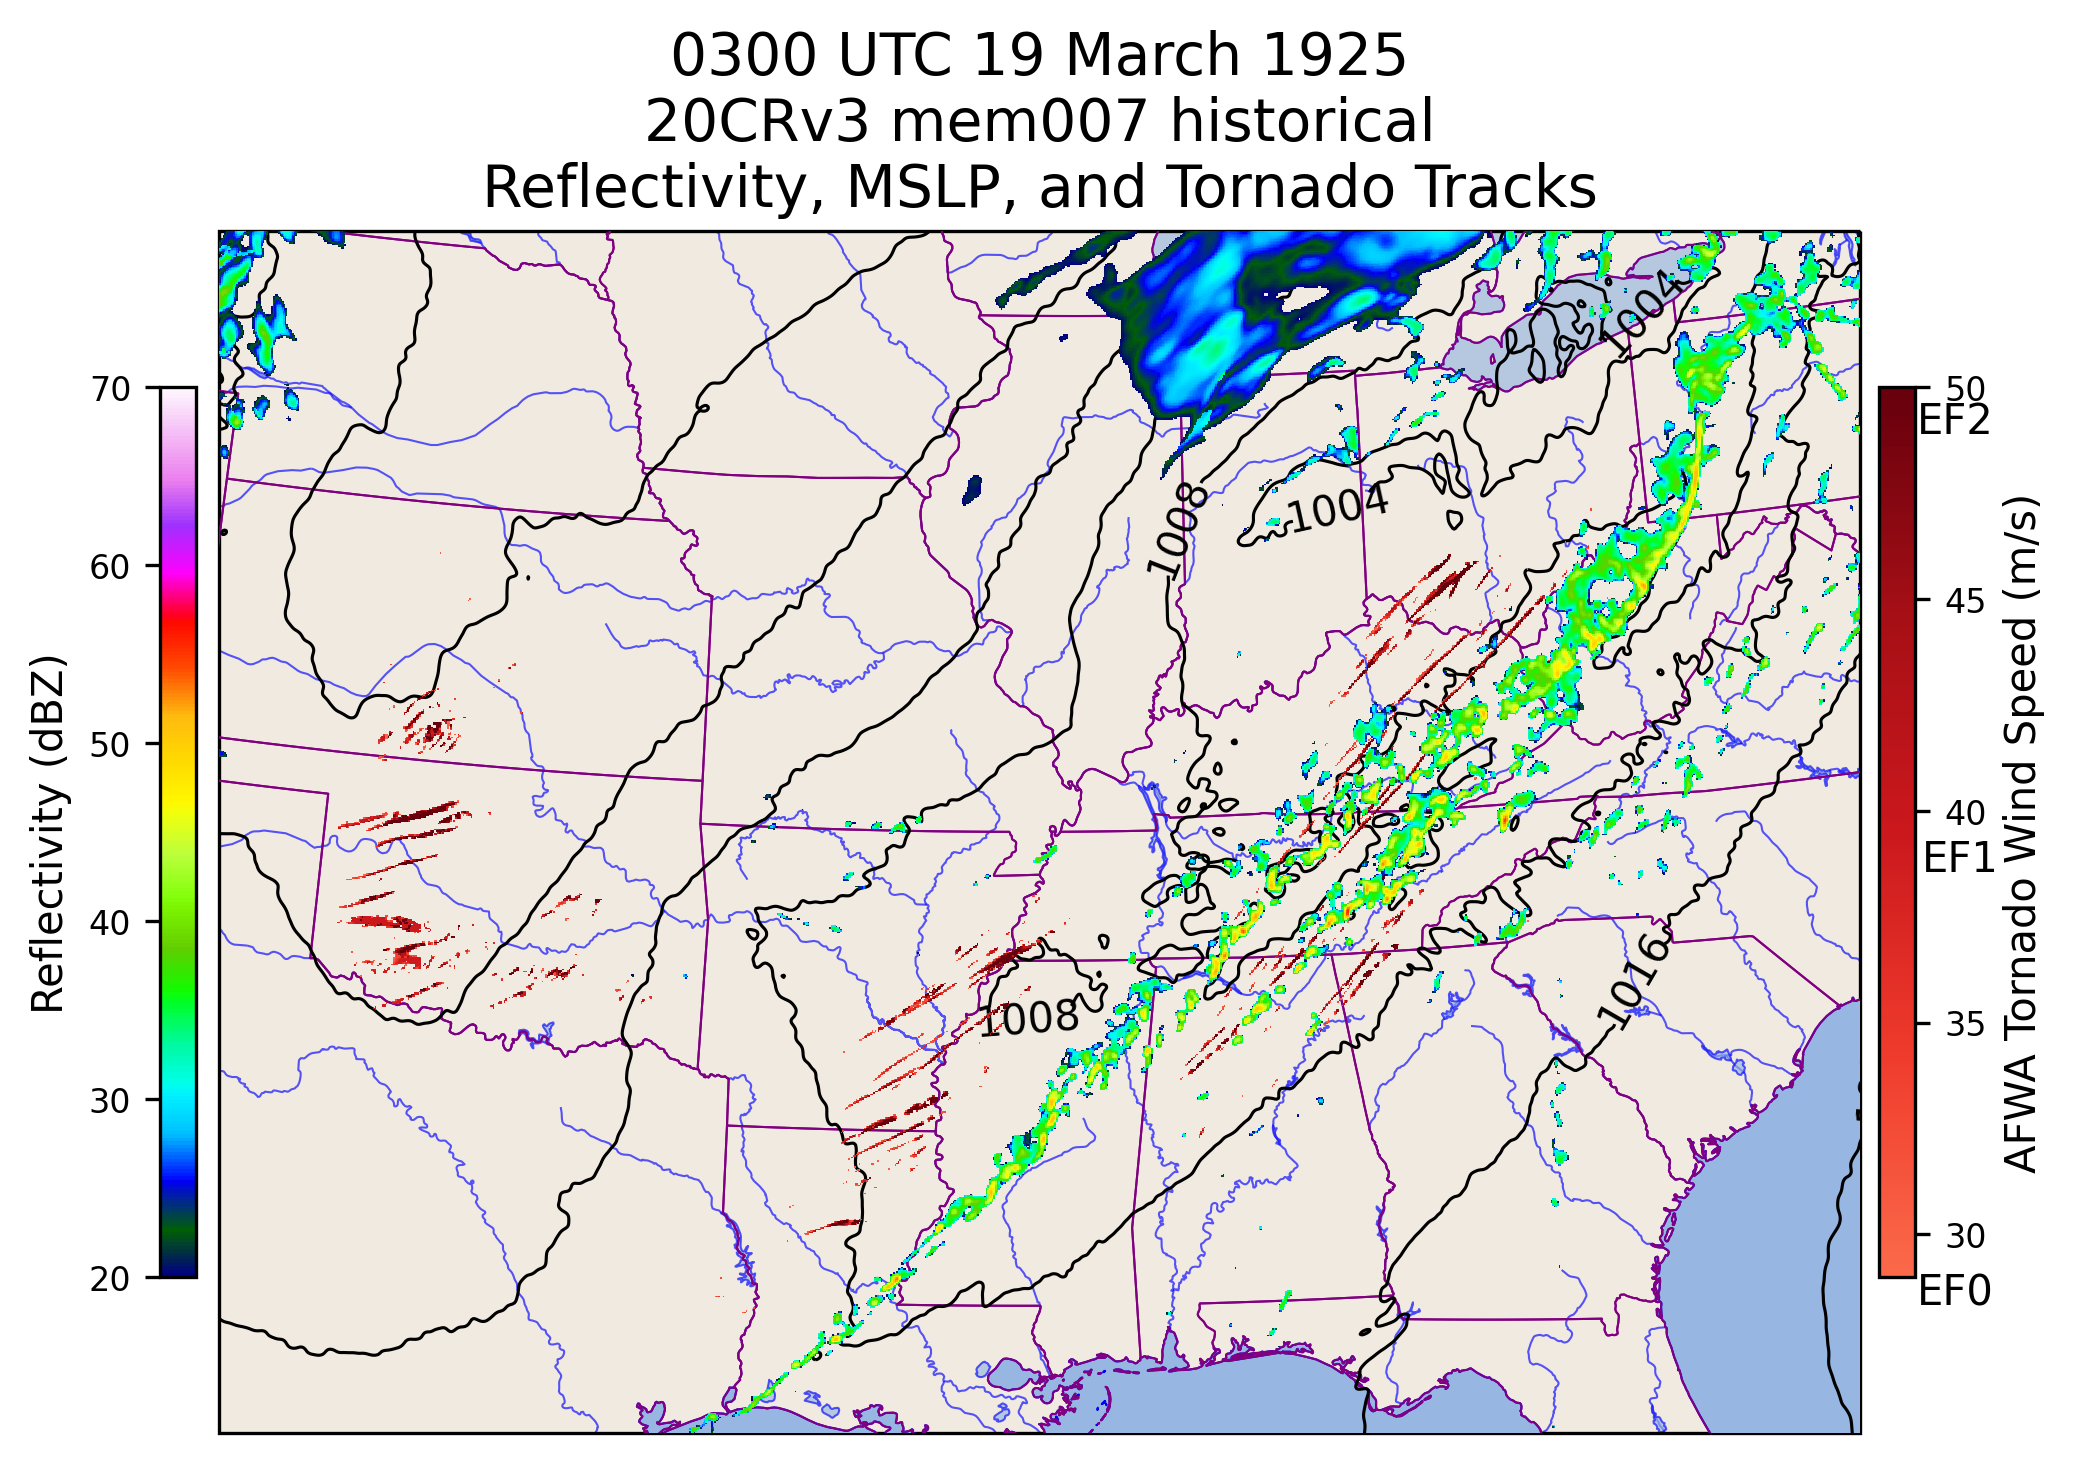 0300 UTC 19 March 1925
20CRv3 mem007 historical
Reflectivity, MSLP, and Tornado Tracks
Reflectivity (dBZ)
70
60
50
40
30
20
1004
1004
1008
1008
1016
50
EF2
45
40
EF1
35
30
EF0
AFWA Tornado Wind Speed (m/s)